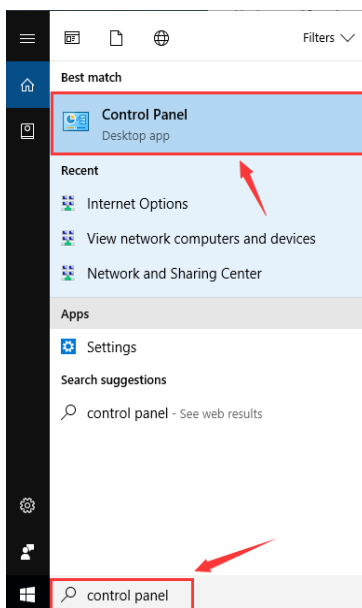 Filters
Best match
Control Panel
Desktop app
Recent
Internet Options
View network computers and devices
Network and Sharing Center
Apps
Settings
Search suggestions
control panel - See web results
control panel